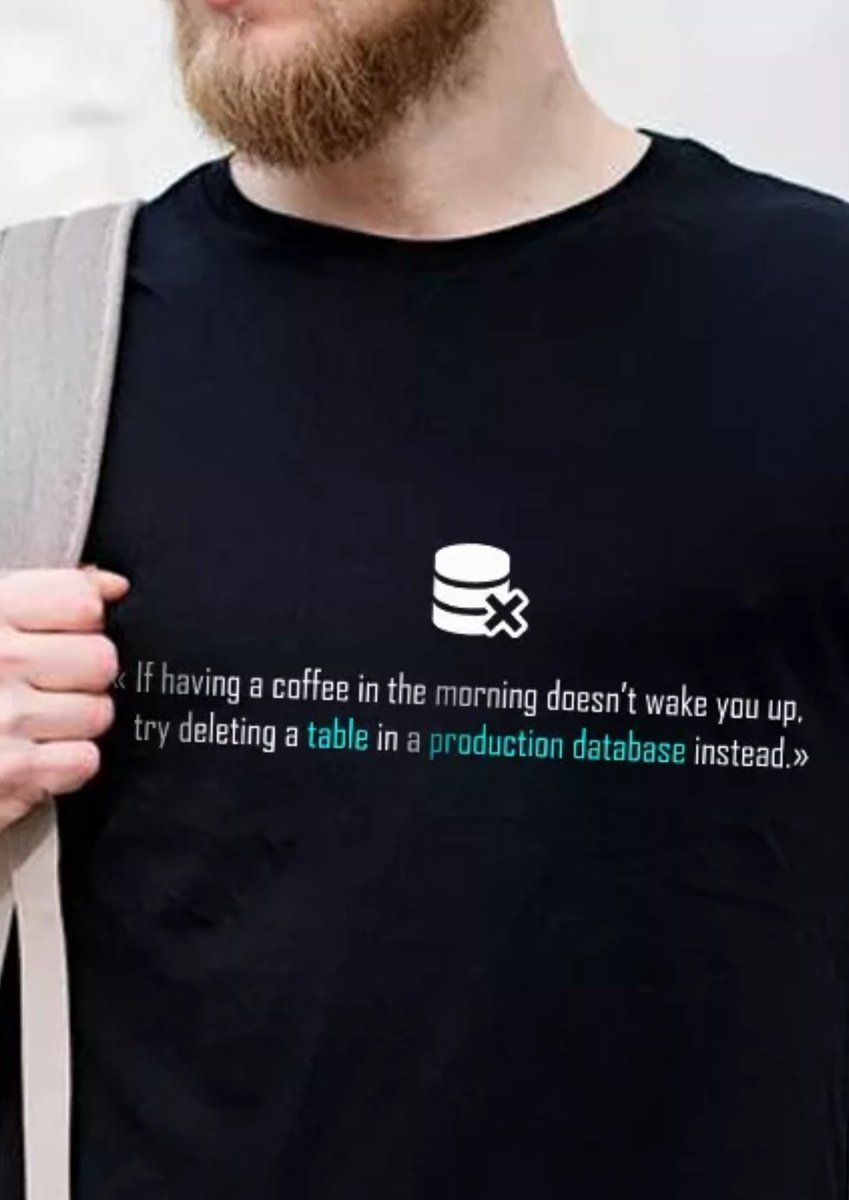 « If having a coffee in the morning doesn't wake you up,
try deleting a table in a production database instead.»